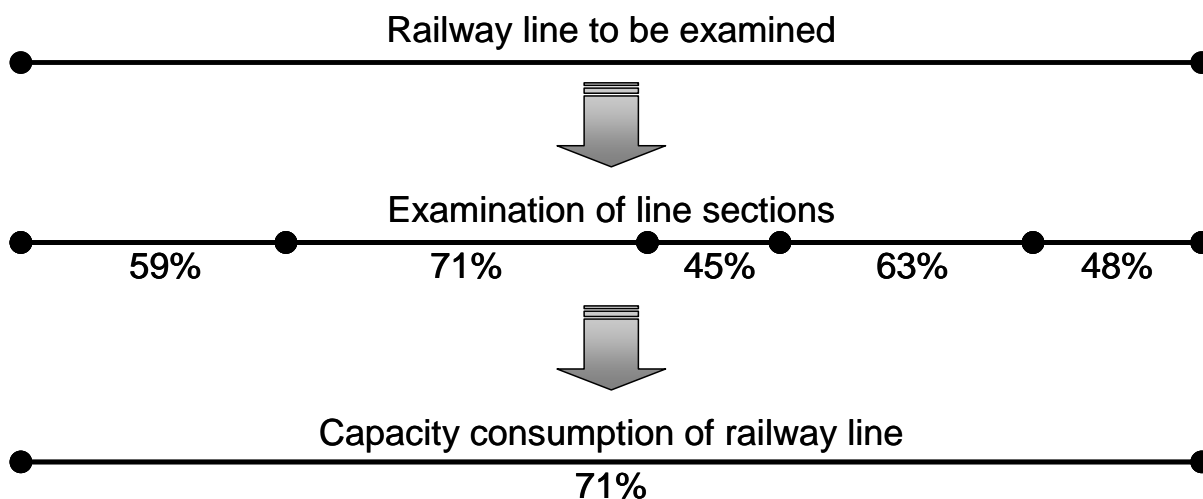 Railway line to be examined
Examination of line sections
59% 71% 45% 63% 48%
Capacity consumption of railway line
71%